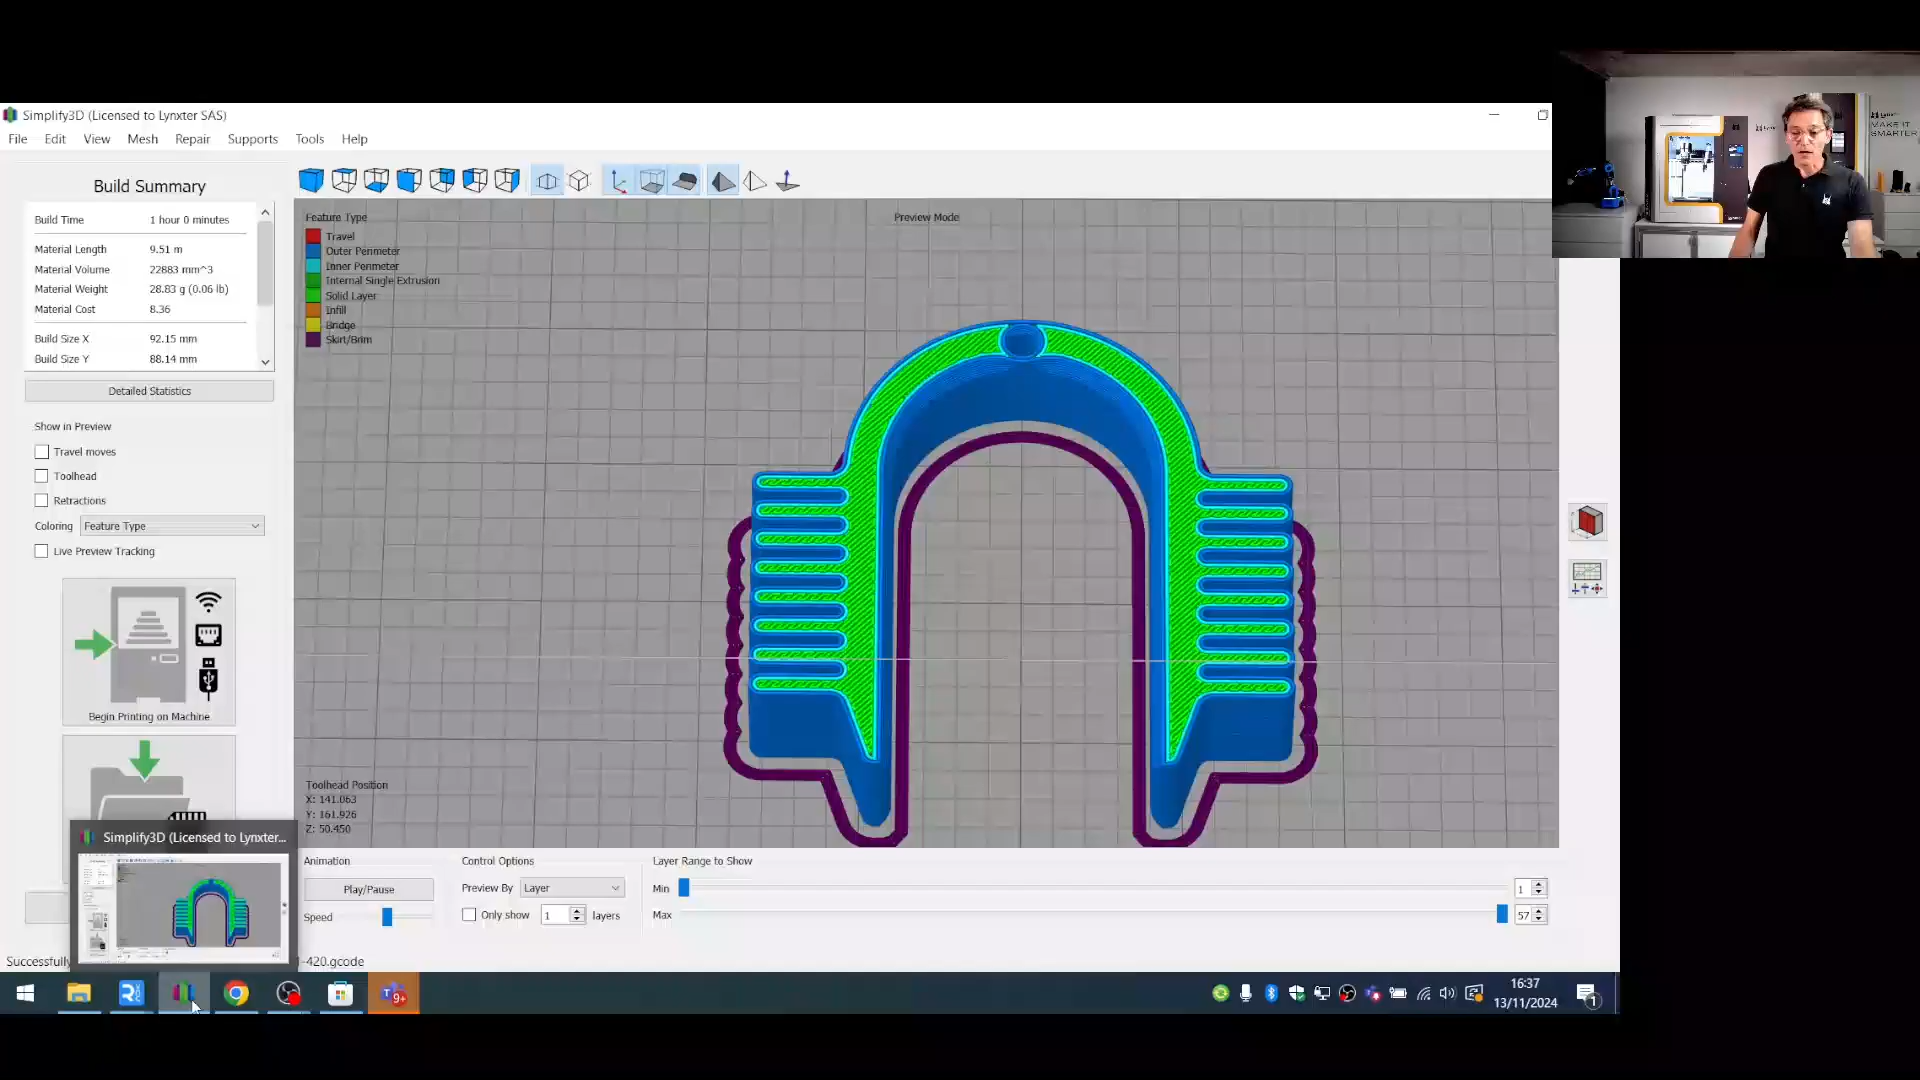 Simplify3D (Licensed to Lynxter SAS)
File Edit View Mesh Repair Supports Tools Help
Build Summary
Build Time 1 hour 0 minutes
Material Length 9.51 m
Material Volume 22883 mm^3
Material Weight 28.83 g (0.06 lb)
Material Cost 8.36
Build Size X 92.15 mm
Build Size Y 88.14 mm
Detailed Statistics
Show in Preview
Travel moves
Toolhead
Retractions
Coloring Feature Type
Live Preview Tracking
Begin Printing on Machine
Feature Type
Travel
Outer Perimeter
Inner Perimeter
Internal Single Extrusion
Solid Layer
Infill
Bridge
Skirt/Brim
Preview Mode
Toolhead Position
X: 141.063
Y: 161.926
Z: 50.450
Simplify3D (Licensed to Lynxter...
Animation
Play/Pause
Speed
Control Options
Preview By Layer
Only show 1 layers
Layer Range to Show
Min 1
Max 57
Successfully
-420.gcode
9+
16:37
13/11/2024
1
MAKE IT
SMARTER